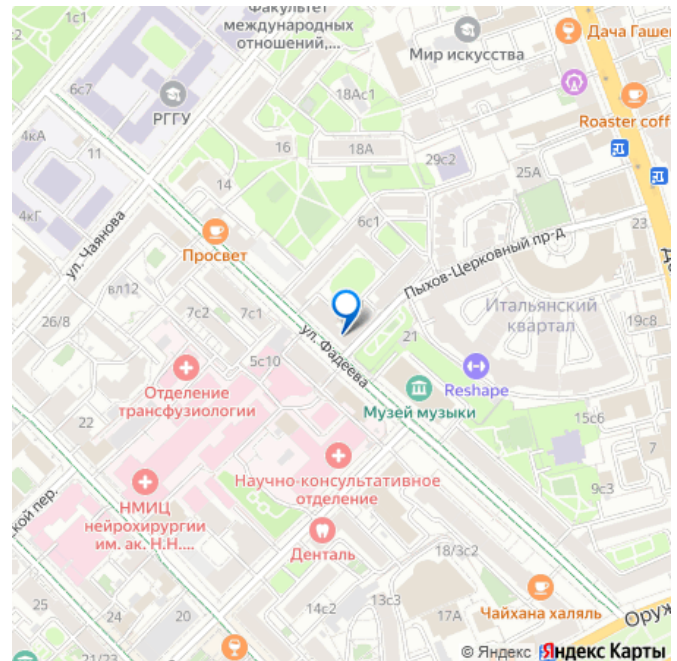 Факультет
международных
отношений,...
1с1
Мир искусства
Дача Гаше
6с7
РГГУ
18Ас1
Roaster coff
4кА
11
16
18А
29с2
25А
14
4кГ
ул. Чаянова
6с1
23
Просвет
Пыхов-Церковный пр-д
вл12
Итальянский
квартал
26/8
7с2
7с1
ул. Фадеева
21
19с8
5с10
Отделение
трансфузиологии
Reshape
Музей музыки
22
15с6
7
Научно-консультативное
отделение
9с3
НМИЦ
нейрохирургии
им. ак. Н.Н....
кой пер.
Денталь
18/3с2
25
24
20
14с2
13с3
17А
Чайхана халяль
Оруж
21/23
© Яндекс
Яндекс Карты